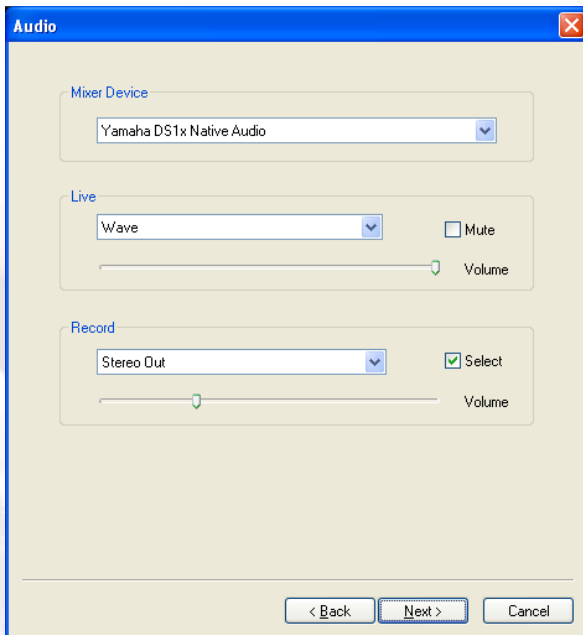 Audio
Mixer Device
Yamaha DS1x Native Audio
Live
Wave
Mute
Volume
Record
Stereo Out
Select
Volume
< Back
Next >
Cancel